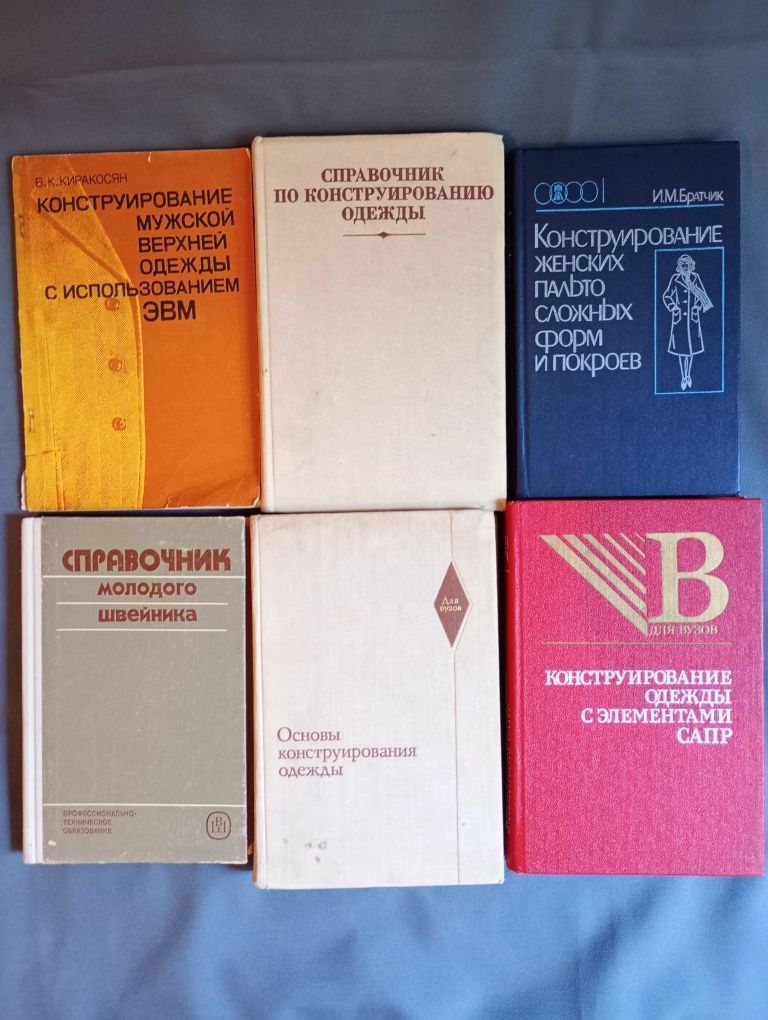 В. К. КИРАКОСЯН
КОНСТРУИРОВАНИЕ
МУЖСКОЙ
ВЕРХНЕЙ
ОДЕЖДЫ
С ИСПОЛЬЗОВАНИЕМ
ЭВМ
СПРАВОЧНИК
ПО КОНСТРУИРОВАНИЮ
ОДЕЖДЫ
И.М.БРАТЧИК
КОНСТРУИРОВАНИЕ
ЖЕНСКИХ
ПАЛЬТО
СЛОЖНЫХ
ФОРМ
И ПОКРОЕВ
СПРАВОЧНИК
МОЛОДОГО
ШВЕЙНИКА
ПРОФЕССИОНАЛЬНО-
ТЕХНИЧЕСКОЕ
ОБРАЗОВАНИЕ
Для
вузов
Основы
конструирования
одежды
В
ДЛЯ ВУЗОВ
КОНСТРУИРОВАНИЕ
ОДЕЖДЫ
С ЭЛЕМЕНТАМИ
САПР